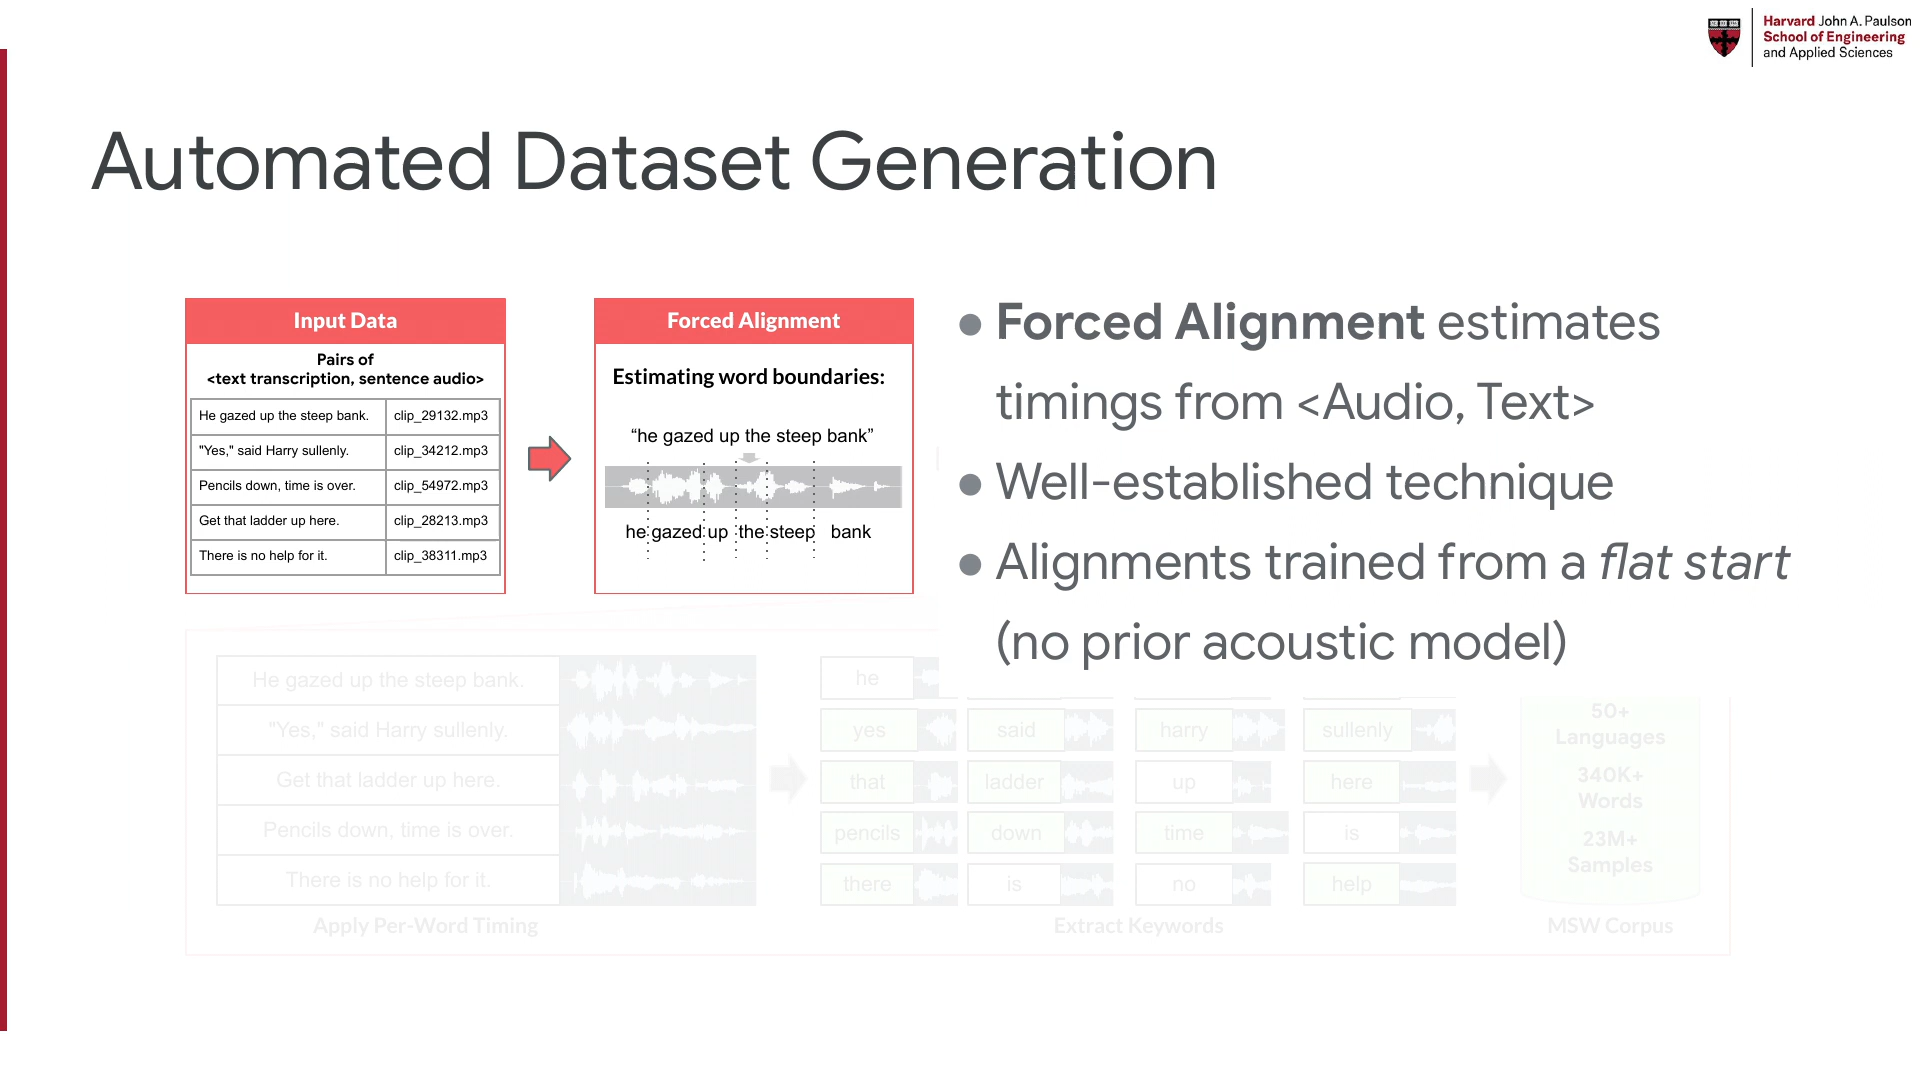 Harvard John A. Paulson
School of Engineering
and Applied Sciences
Automated Dataset Generation
Input Data
Pairs of
<text transcription, sentence audio>
He gazed up the steep bank. clip_29132.mp3
"Yes," said Harry sullenly. clip_34212.mp3
Pencils down, time is over. clip_54972.mp3
Get that ladder up here. clip_28213.mp3
There is no help for it. clip_38311.mp3
Forced Alignment
Estimating word boundaries:
“he gazed up the steep bank”
he gazed up the steep bank
● Forced Alignment estimates
timings from <Audio, Text>
● Well-established technique
● Alignments trained from a flat start
(no prior acoustic model)
He gazed up the steep bank.
"Yes," said Harry sullenly.
Get that ladder up here.
Pencils down, time is over.
There is no help for it.
Apply Per-Word Timing
he
yes said harry sullenly
that ladder up here
pencils down time is
there is no help
Extract Keywords
50+
Languages
340K+
Words
23M+
Samples
MSW Corpus